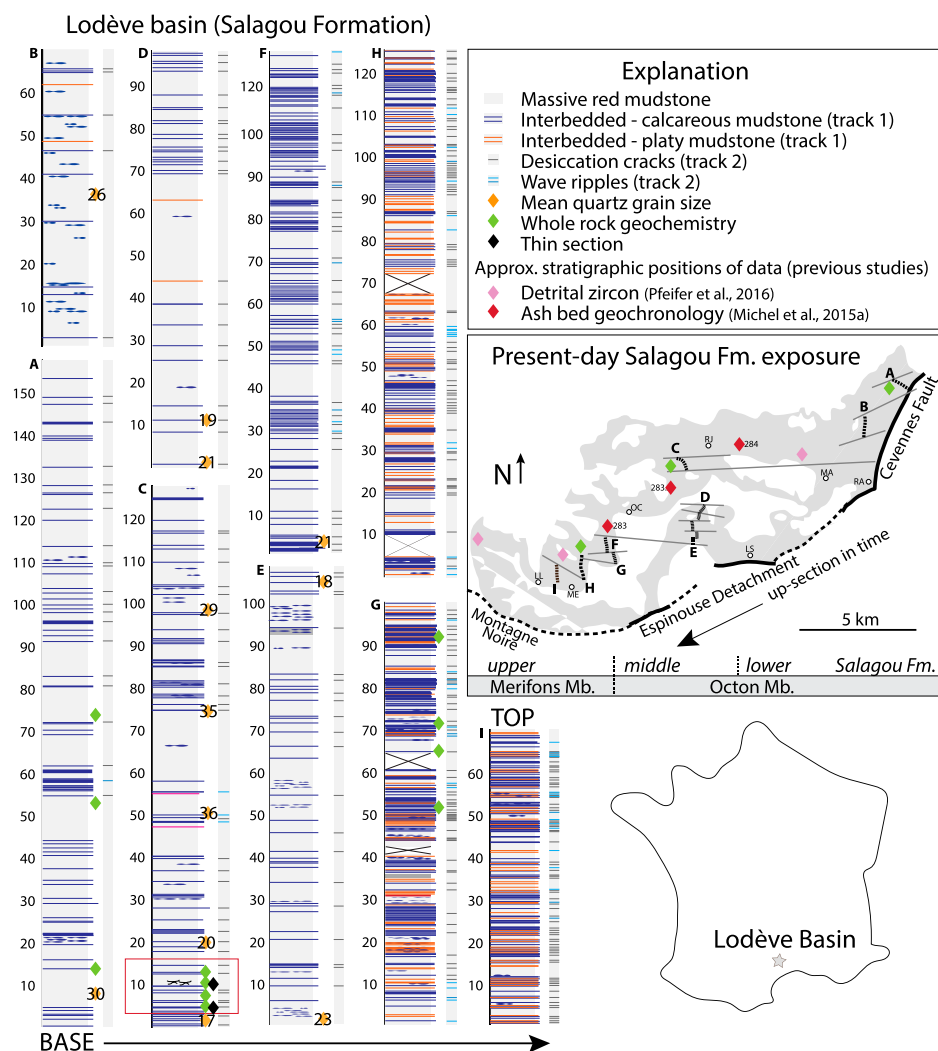 Lodève basin (Salagou Formation)
B
60
50
40
26
30
20
10
A
150
140
130
120
110
100
90
80
70
60
50
40
30
20
10
30
BASE
D
90
80
70
60
50
40
30
20
10
19
21
C
120
110
100
29
90
80
35
70
60
50
36
40
30
20
20
10
17
F
120
110
100
90
80
70
60
50
40
30
20
10
21
E
18
100
90
80
70
60
50
40
30
20
10
23
H
120
110
100
90
80
70
60
50
40
30
20
10
G
100
90
80
70
60
50
40
30
20
10
TOP
I
60
50
40
30
20
10
Explanation
Massive red mudstone
Interbedded - calcareous mudstone (track 1)
Interbedded - platy mudstone (track 1)
Desiccation cracks (track 2)
Wave ripples (track 2)
Mean quartz grain size
Whole rock geochemistry
Thin section
Approx. stratigraphic positions of data (previous studies)
Detrital zircon (Pfeifer et al., 2016)
Ash bed geochronology (Michel et al., 2015a)
Present-day Salagou Fm. exposure
A
B
Cevennes Fault
C
RJ
284
N
283
MA
RA
D
OC
283
F
E
LS
G
LL
I
ME
H
Montagne
Noire
Espinouse Detachment
up-section in time
5 km
upper
middle
lower
Salagou Fm.
Merifons Mb.
Octon Mb.
Lodève Basin